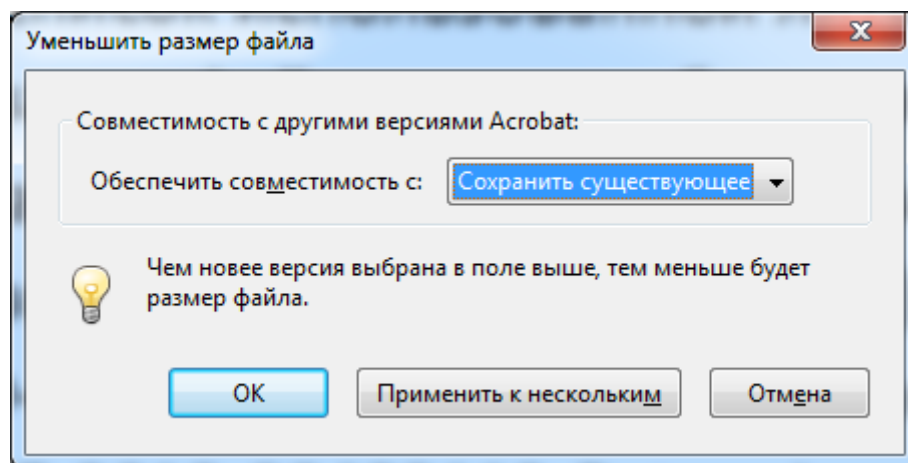 Уменьшить размер файла
Совместимость с другими версиями Acrobat:
Обеспечить совместимость с: Сохранить существующее
Чем новее версия выбрана в поле выше, тем меньше будет
размер файла.
ОК Применить к нескольким Отмена